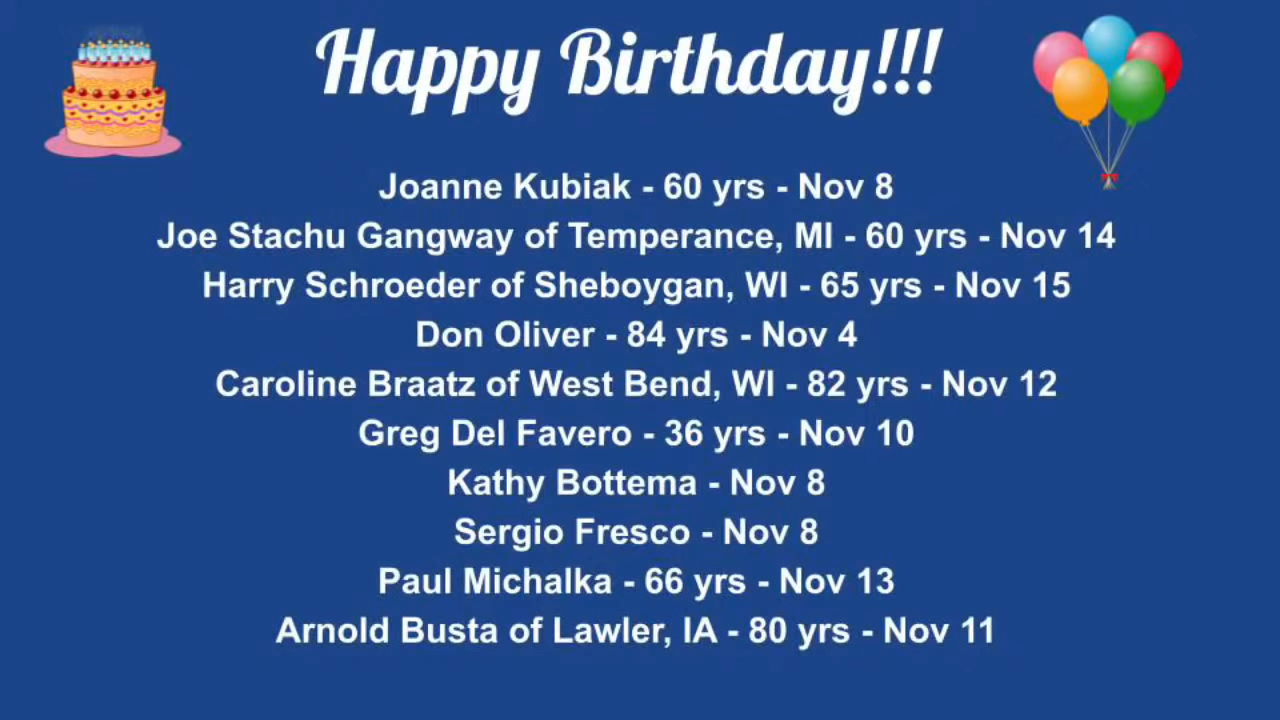 Happy Birthday!!!
Joanne Kubiak - 60 yrs - Nov 8
Joe Stachu Gangway of Temperance, MI - 60 yrs - Nov 14
Harry Schroeder of Sheboygan, WI - 65 yrs - Nov 15
Don Oliver - 84 yrs - Nov 4
Caroline Braatz of West Bend, WI - 82 yrs - Nov 12
Greg Del Favero - 36 yrs - Nov 10
Kathy Bottema - Nov 8
Sergio Fresco - Nov 8
Paul Michalka - 66 yrs - Nov 13
Arnold Busta of Lawler, IA - 80 yrs - Nov 11